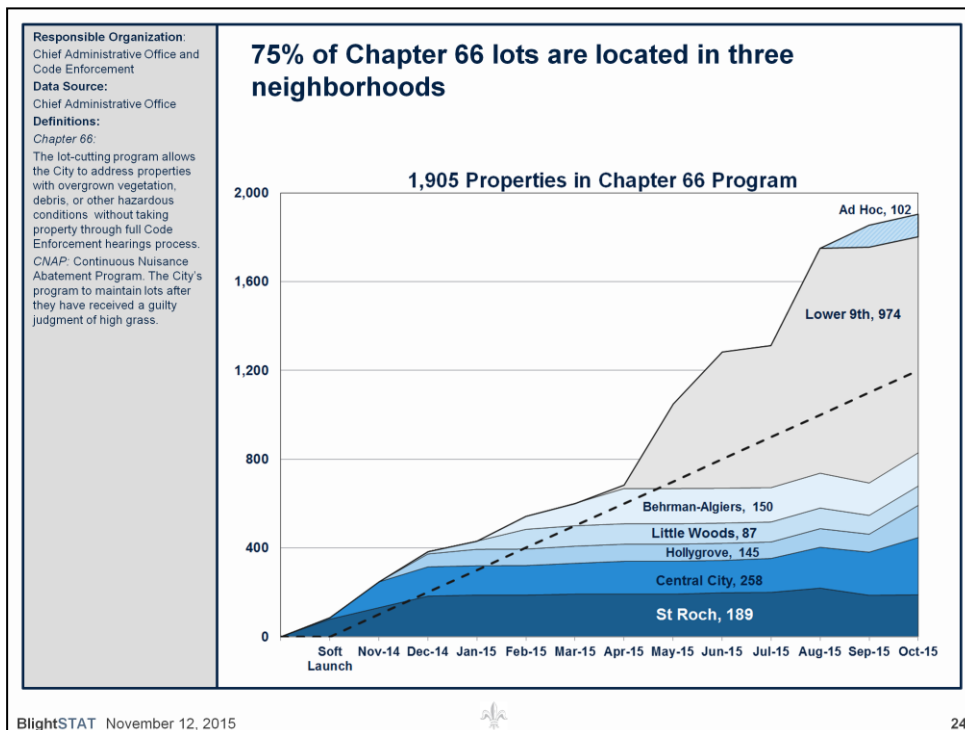 Responsible Organization:
Chief Administrative Office and
Code Enforcement
Data Source:
Chief Administrative Office
Definitions:
Chapter 66:
The lot-cutting program allows
the City to address properties
with overgrown vegetation,
debris, or other hazardous
conditions without taking
property through full Code
Enforcement hearings process.
CNAP: Continuous Nuisance
Abatement Program. The City's
program to maintain lots after
they have received a guilty
judgment of high grass.
75% of Chapter 66 lots are located in three
neighborhoods
1,905 Properties in Chapter 66 Program
2,000
1,600
1,200
800
400
0
Ad Hoc, 102
Lower 9th, 974
Behrman-Algiers, 150
Little Woods, 87
Hollygrove, 145
Central City, 258
St Roch, 189
Soft Nov-14 Dec-14 Jan-15 Feb-15 Mar-15 Apr-15 May-15 Jun-15 Jul-15 Aug-15 Sep-15 Oct-15
Launch
BlightSTAT November 12, 2015
24